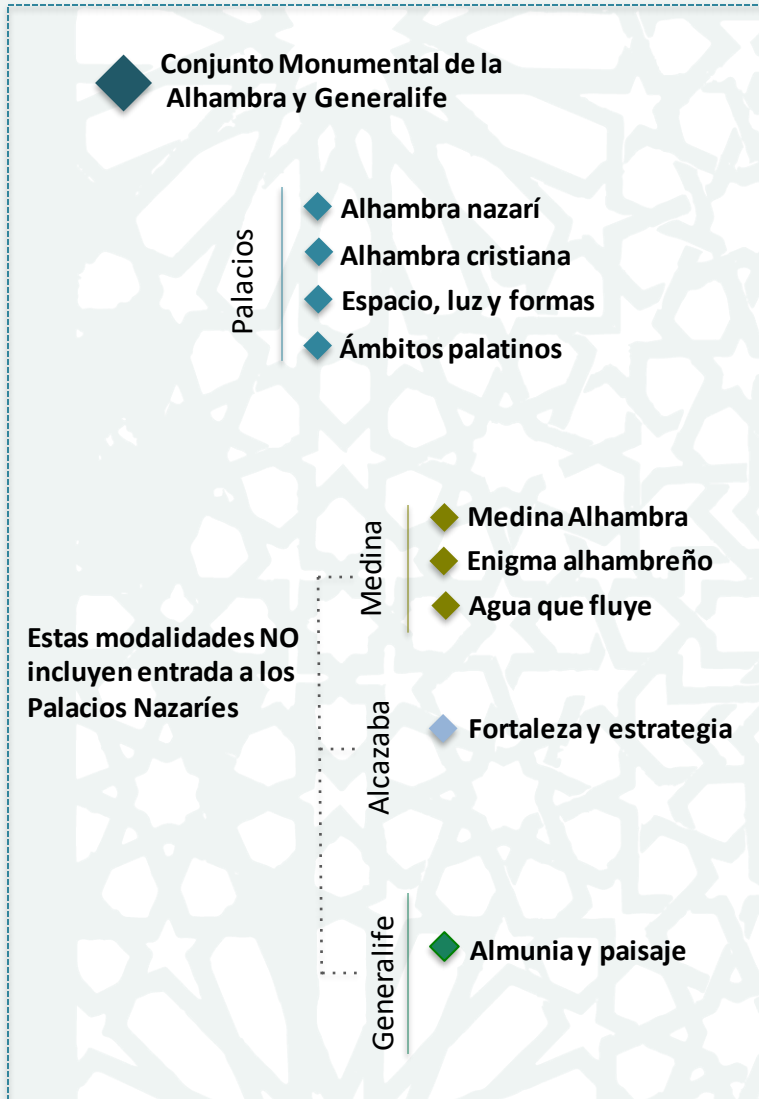 Conjunto Monumental de la
Alhambra y Generalife
Palacios
Alhambra nazarí
Alhambra cristiana
Espacio, luz y formas
Ámbitos palatinos
Estas modalidades NO
incluyen entrada a los
Palacios Nazaríes
Medina
Medina Alhambra
Enigma alhambreño
Agua que fluye
Alcazaba
Fortaleza y estrategia
Generalife
Almunia y paisaje